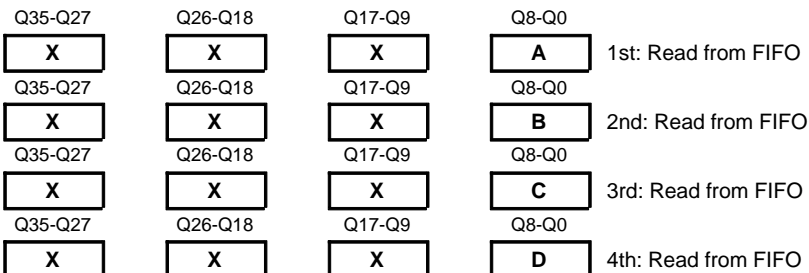 Q35-Q27 Q26-Q18 Q17-Q9 Q8-Q0
X X X A 1st: Read from FIFO
Q35-Q27 Q26-Q18 Q17-Q9 Q8-Q0
X X X B 2nd: Read from FIFO
Q35-Q27 Q26-Q18 Q17-Q9 Q8-Q0
X X X C 3rd: Read from FIFO
Q35-Q27 Q26-Q18 Q17-Q9 Q8-Q0
X X X D 4th: Read from FIFO